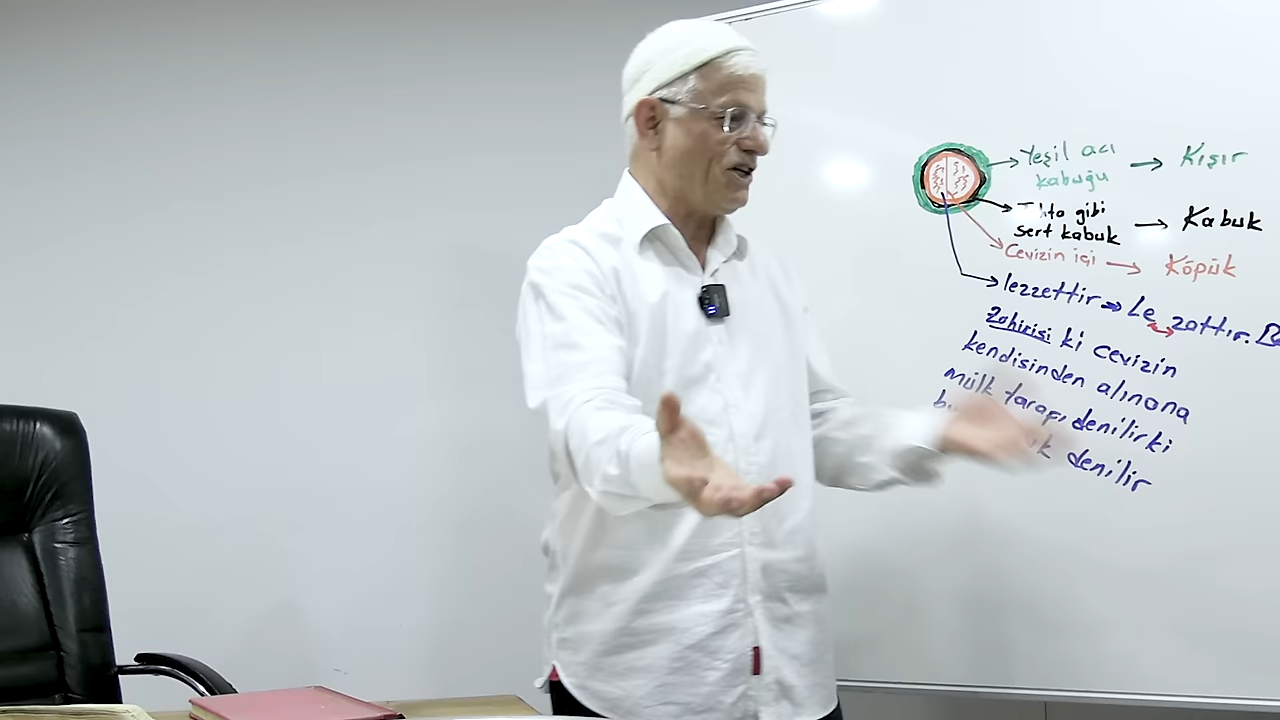 Yeşil acı → Kışır
kabuğu
gibi
sert kabuk → Kabuk
Cevizin içi → Köpük
lezzettir → Le zattır.
Zahirisi ki cevizin
kendisinden alınana
mülk tarafı denilirki
denilir